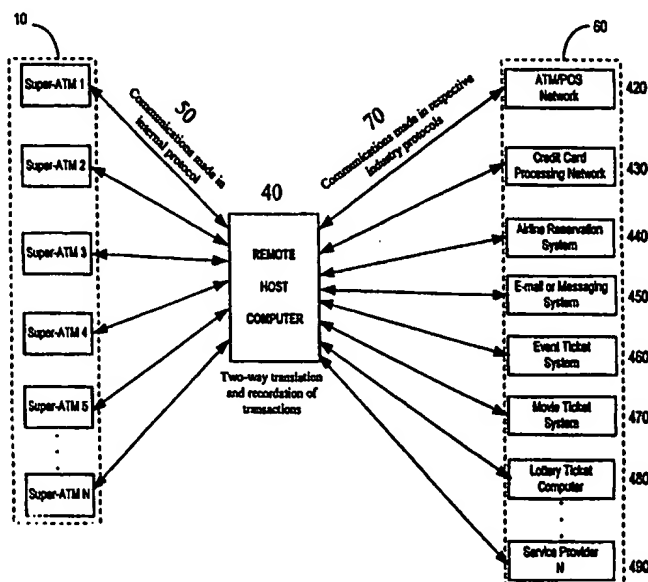 10
60
Super-ATM 1
Super-ATM 2
Super-ATM 3
Super-ATM 4
Super-ATM 5
Super-ATM N
50
Communications made in
internal protocol
70
Communications made in respective
industry protocols
40
REMOTE
HOST
COMPUTER
Two-way translation
and recordation of
transactions
ATM/POS
Network
420
Credit Card
Processing Network
430
Airline Reservation
System
440
E-mail or Messaging
System
450
Event Ticket
System
460
Movie Ticket
System
470
Lottery Ticket
Computer
480
Service Provider
N
490